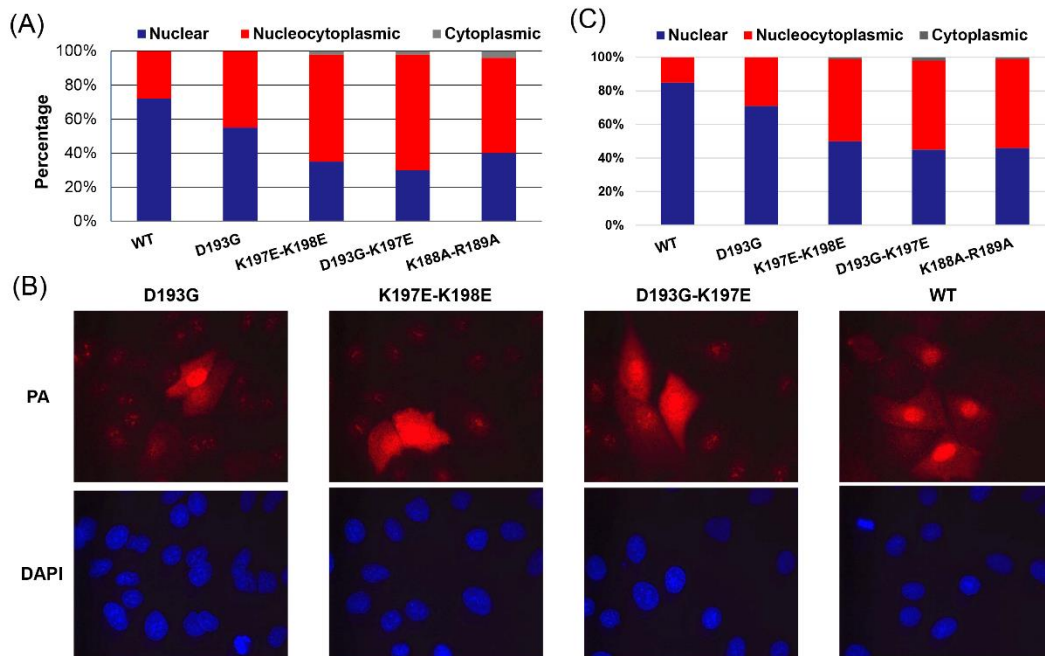 (A)
Nuclear Nucleocytoplasmic Cytoplasmic
100%
80%
60%
40%
20%
0%
Percentage
WT D193G K197E-K198E D193G-K197E K188A-R189A
(C)
Nuclear Nucleocytoplasmic Cytoplasmic
100%
80%
60%
40%
20%
0%
WT D193G K197E-K198E D193G-K197E K188A-R189A
(B)
D193G K197E-K198E D193G-K197E WT
PA
DAPI